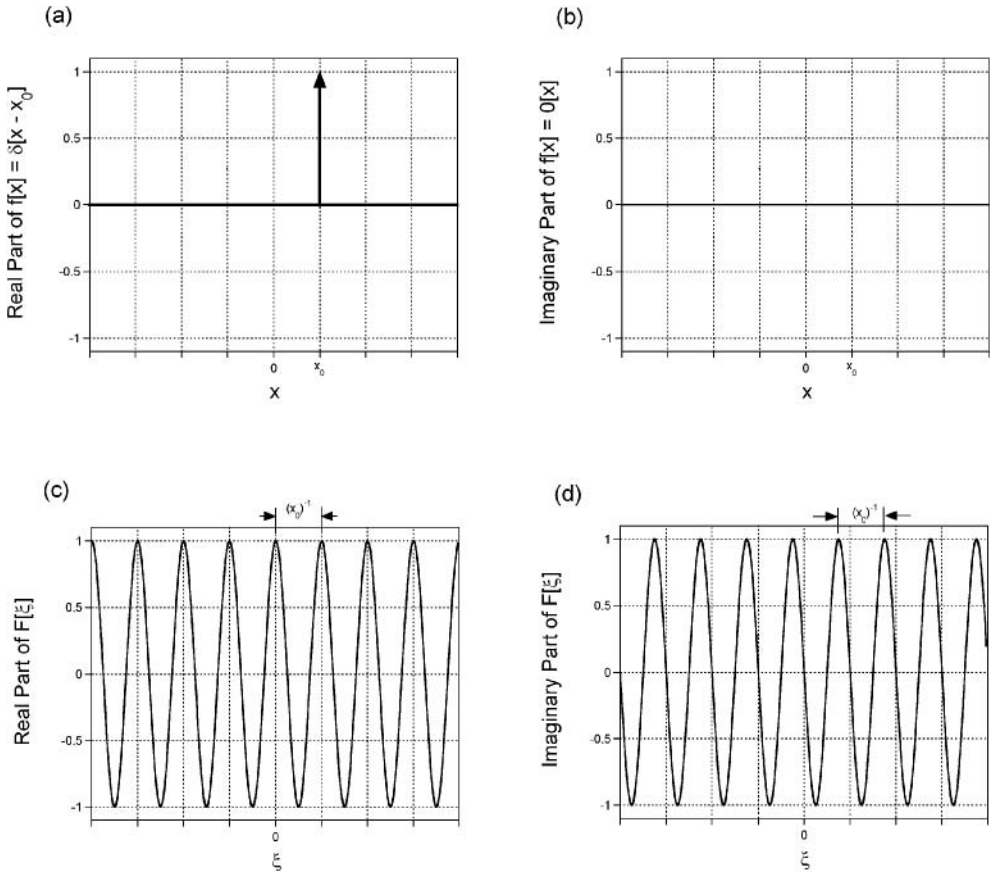 (a)
Real Part of f[x] = δ[x - x₀]
1
0.5
0
-0.5
-1
0
x₀
x
(b)
Imaginary Part of f[x] = 0[x]
1
0.5
0
-0.5
-1
0
x₀
x
(c)
(x₀)⁻¹
Real Part of F[ξ]
1
0.5
0
-0.5
-1
0
ξ
(d)
(x₀)⁻¹
Imaginary Part of F[ξ]
1
0.5
0
-0.5
-1
0
ξ